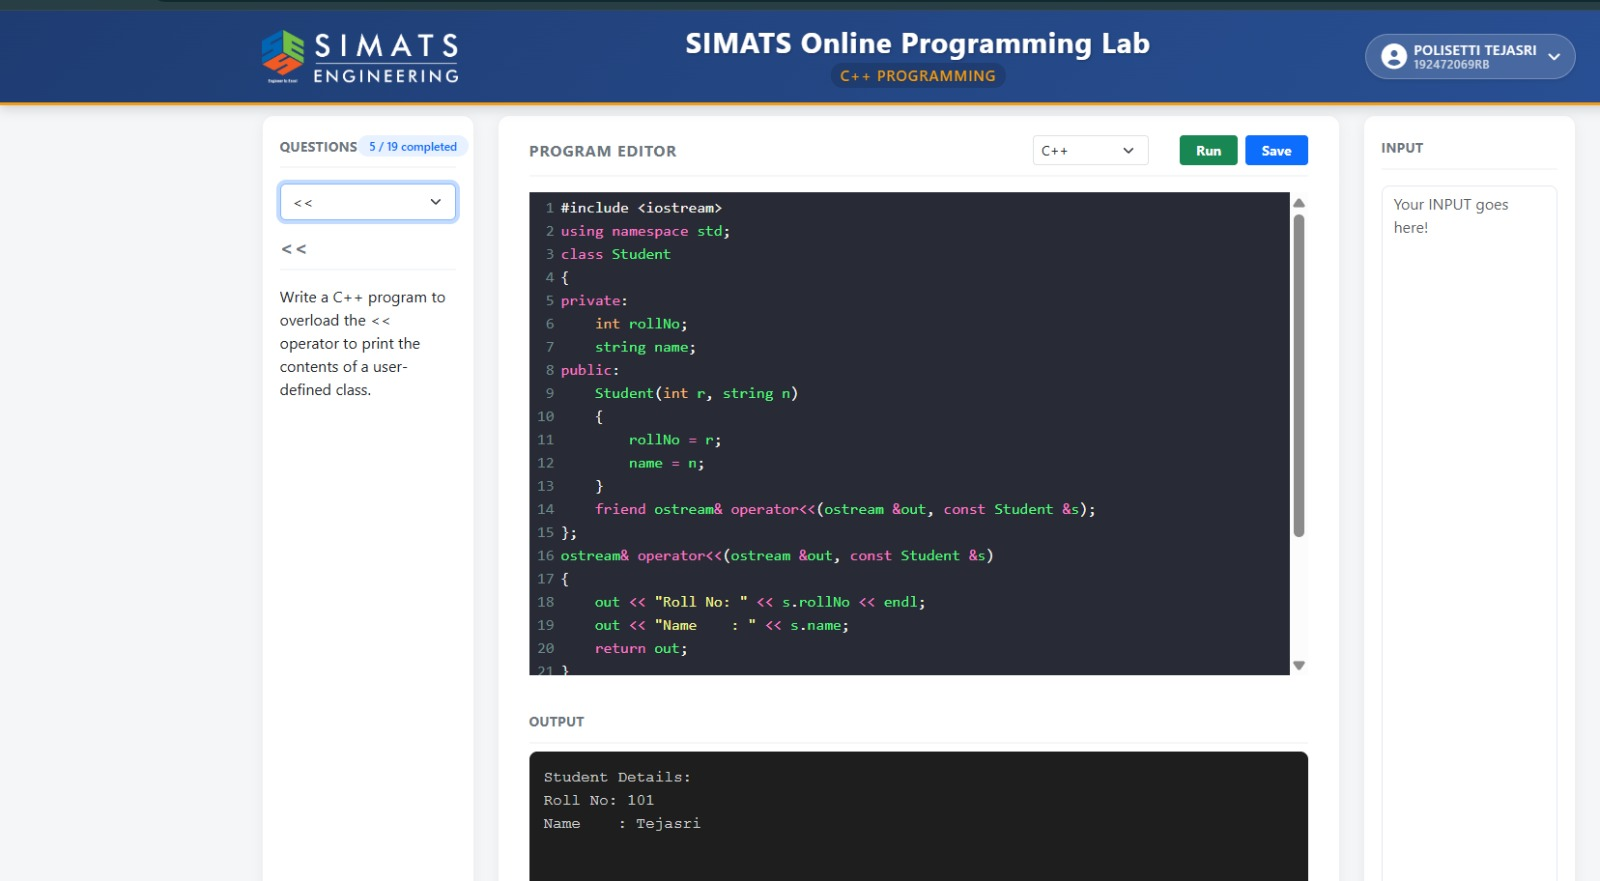 SIMATS
ENGINEERING
Engineer to Excel
SIMATS Online Programming Lab
C++ PROGRAMMING
POLISETTI TEJASRI
192472069RB
QUESTIONS 5 / 19 completed
<<
<<
Write a C++ program to
overload the <<
operator to print the
contents of a user-
defined class.
PROGRAM EDITOR
C++
Run
Save
1 #include <iostream>
2 using namespace std;
3 class Student
4 {
5 private:
6     int rollNo;
7     string name;
8 public:
9     Student(int r, string n)
10     {
11         rollNo = r;
12         name = n;
13     }
14     friend ostream& operator<<(ostream &out, const Student &s);
15 };
16 ostream& operator<<(ostream &out, const Student &s)
17 {
18     out << "Roll No: " << s.rollNo << endl;
19     out << "Name    : " << s.name;
20     return out;
21 }
OUTPUT
Student Details:
Roll No: 101
Name    : Tejasri
INPUT
Your INPUT goes
here!